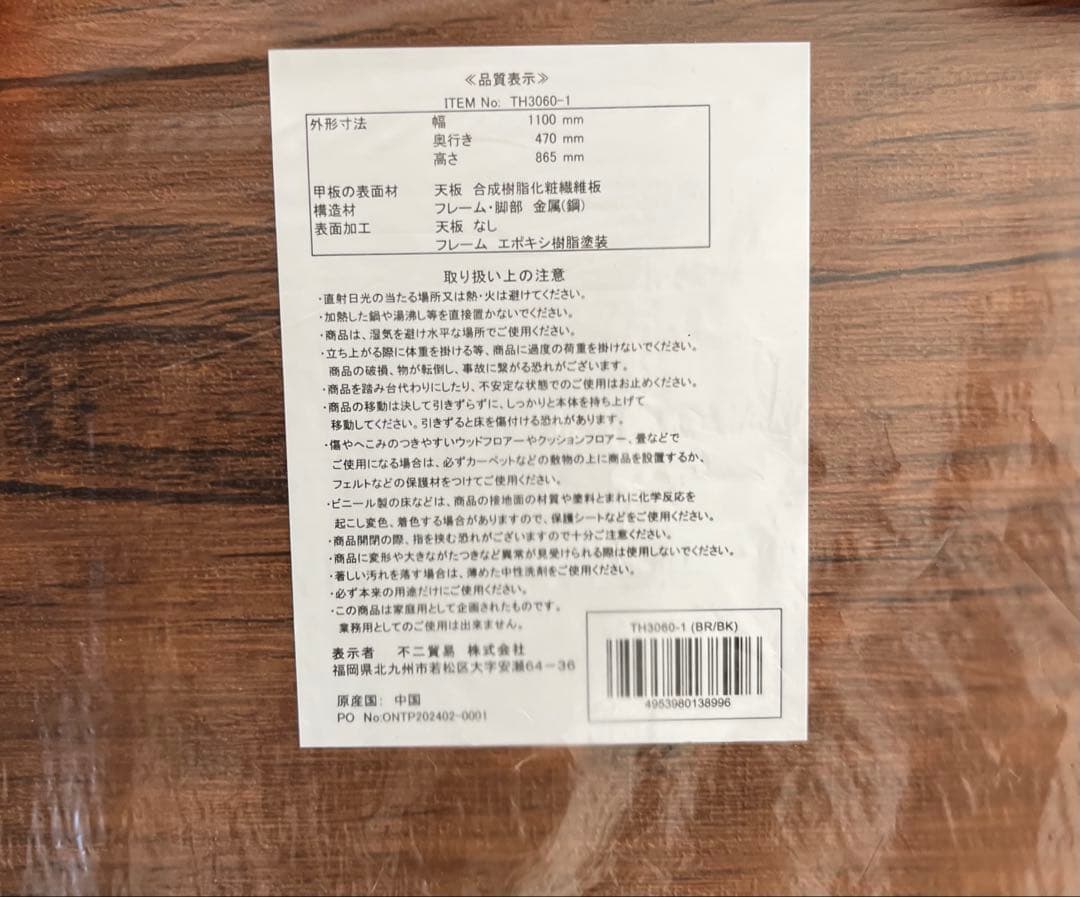 ≪品質表示≫
ITEM No: TH3060-1
外形寸法 幅 1100 mm
奥行き 470 mm
高さ 865 mm
甲板の表面材 天板 合成樹脂化粧繊維板
構造材 フレーム・脚部 金属(鋼)
表面加工 天板 なし
フレーム エポキシ樹脂塗装
取り扱い上の注意
・直射日光の当たる場所又は熱・火は避けてください。
・加熱した鍋や湯沸し等を直接置かないでください。
・商品は、湿気を避け水平な場所でご使用ください。
・立ち上がる際に体重を掛ける等、商品に過度の荷重を掛けないでください。
商品の破損、物が転倒し、事故に繋がる恐れがございます。
・商品を踏み台代わりにしたり、不安定な状態でのご使用はお止めください。
・商品の移動は決して引きずらずに、しっかりと本体を持ち上げて
移動してください。引きずると床を傷付ける恐れがあります。
・傷やへこみのつきやすいウッドフロアーやクッションフロアー、畳などで
ご使用になる場合は、必ずカーペットなどの敷物の上に商品を設置するか、
フェルトなどの保護材をつけてご使用ください。
・ビニール製の床などは、商品の接地面の材質や塗料とまれに化学反応を
起こし変色、着色する場合がありますので、保護シートなどをご使用ください。
・商品開閉の際、指を挟む恐れがございますので十分ご注意ください。
・商品に変形や大きながたつきなど異常が見受けられる際は使用しないでください。
・著しい汚れを落す場合は、薄めた中性洗剤をご使用ください。
・必ず本来の用途だけにご使用ください。
・この商品は家庭用として企画されたものです。
業務用としてのご使用は出来ません。
表示者 不二貿易 株式会社
福岡県北九州市若松区大字安瀬64-36
原産国: 中国
PO No:ONTP202402-0001
TH3060-1 (BR/BK)
4953980138996